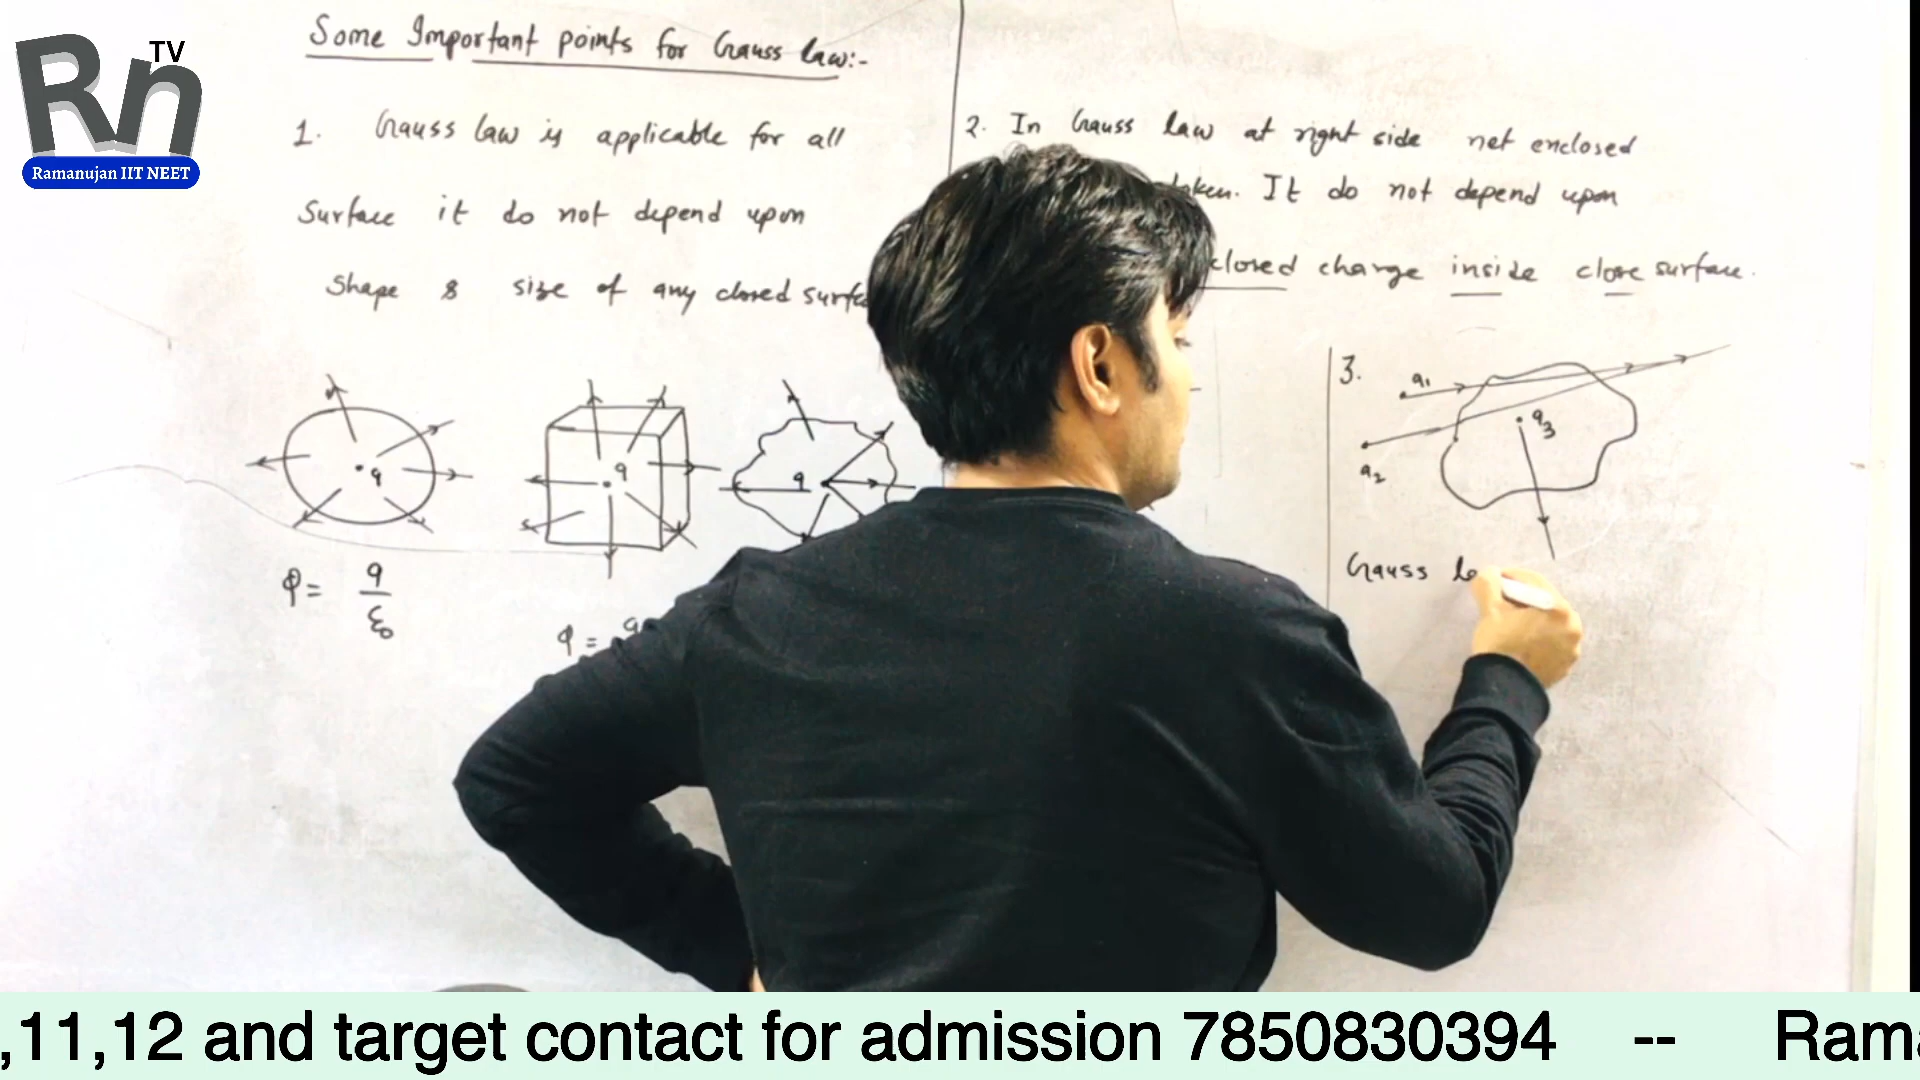 TV
Rn
Ramanujan IIT NEET
Some Important points for Gauss law:-
1. Gauss law is applicable for all
surface it do not depend upon
shape & size of any closed
q
q
q
φ = q/ε0
φ =
2. In Gauss law at right side net enclosed
taken. It do not depend upon
charge inside close surface.
3.
q1
q2
q3
Gauss
,11,12 and target contact for admission 7850830394 -- Rama